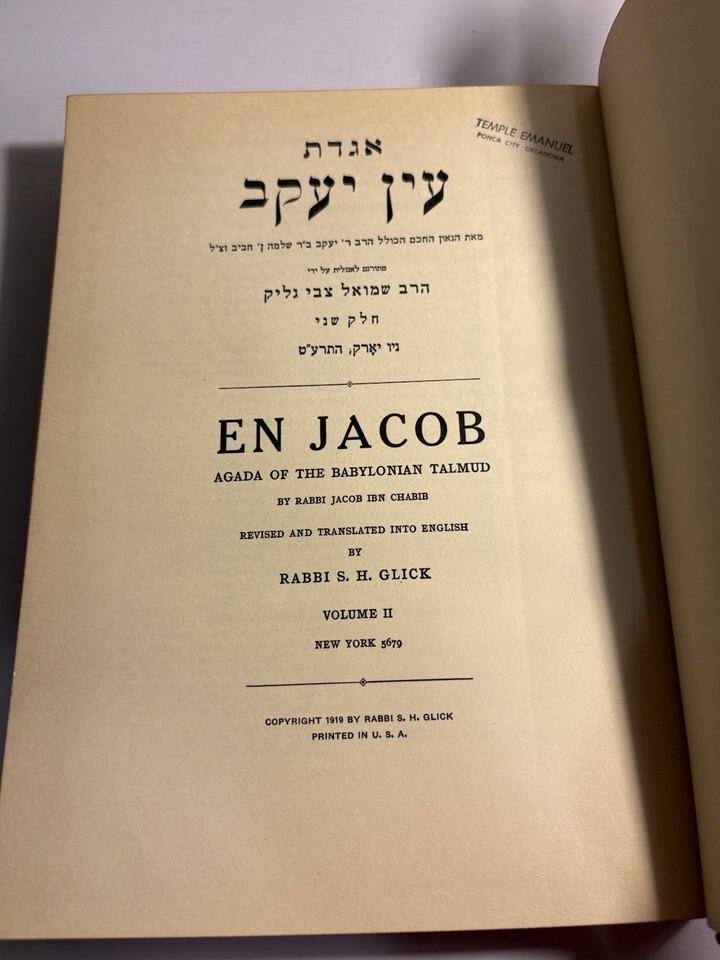 אגדת
עין יעקב
מאת הגאון החכם הכולל הרב ר׳ יעקב ב״ר שלמה ן׳ חביב זצ״ל
מתורגם לאנגלית על ידי
הרב שמואל צבי גליק
חלק שני
ניו יאָרק, התרע״ט
EN JACOB
AGADA OF THE BABYLONIAN TALMUD
BY RABBI JACOB IBN CHABIB
REVISED AND TRANSLATED INTO ENGLISH
BY
RABBI S. H. GLICK
VOLUME II
NEW YORK 5679
COPYRIGHT 1919 BY RABBI S. H. GLICK
PRINTED IN U. S. A.
TEMPLE EMANUEL
PONCA CITY OKLAHOMA